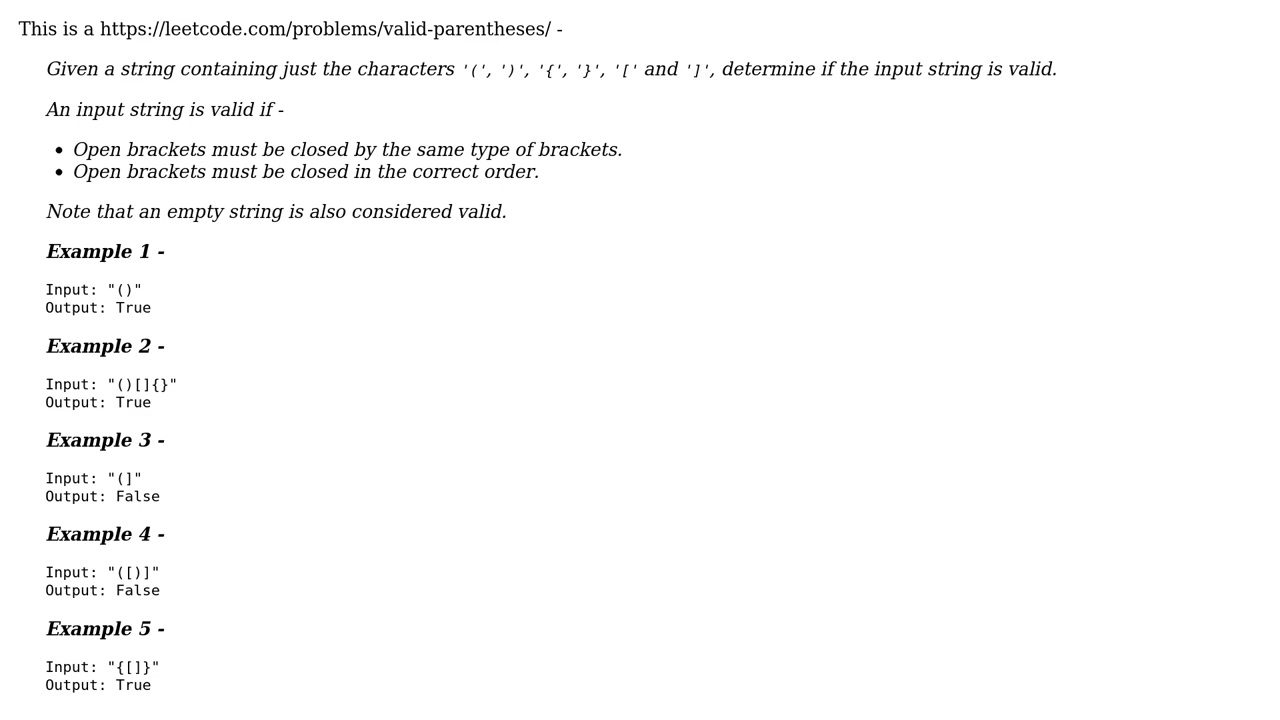 This is a https://leetcode.com/problems/valid-parentheses/ -
Given a string containing just the characters '(', ')', '{', '}', '[' and ']', determine if the input string is valid.
An input string is valid if -
• Open brackets must be closed by the same type of brackets.
• Open brackets must be closed in the correct order.
Note that an empty string is also considered valid.
Example 1 -
Input: "()"
Output: True
Example 2 -
Input: "()[]{}"
Output: True
Example 3 -
Input: "(]"
Output: False
Example 4 -
Input: "([)]"
Output: False
Example 5 -
Input: "{[]}"
Output: True